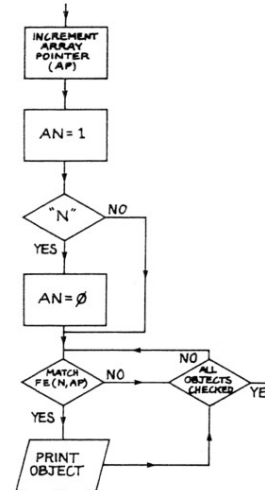 INCREMENT
ARRAY
POINTER
(AP)
AN=1
"N"
NO
YES
AN=Ø
NO
MATCH
FE(N,AP)
NO
ALL
OBJECTS
CHECKED
YES
PRINT
OBJECT